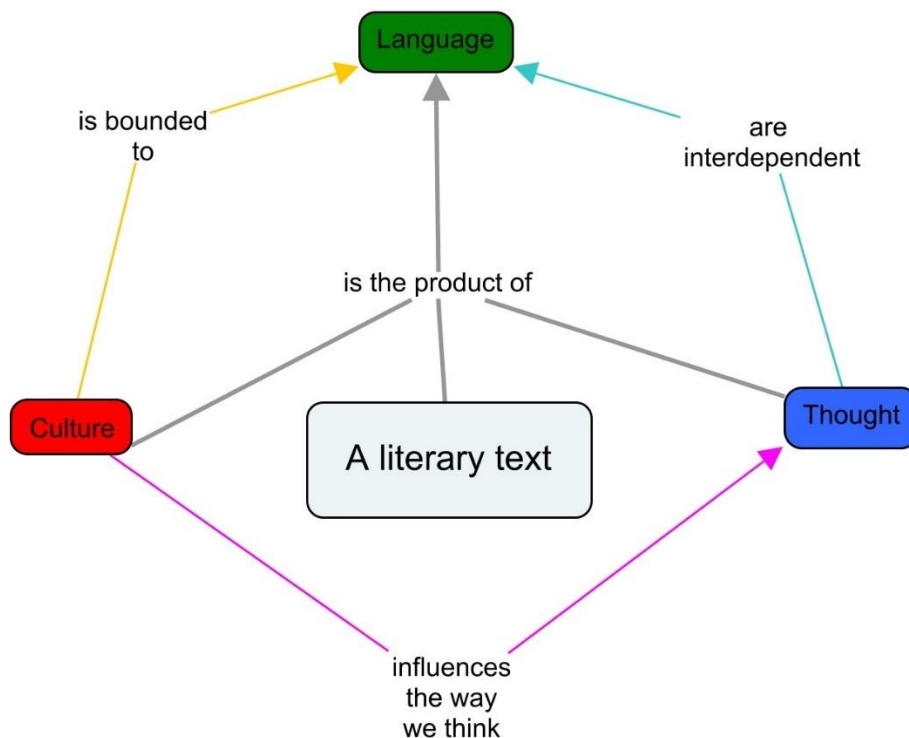 Language
is bounded
to
are
interdependent
is the product of
Culture
A literary text
Thought
influences
the way
we think